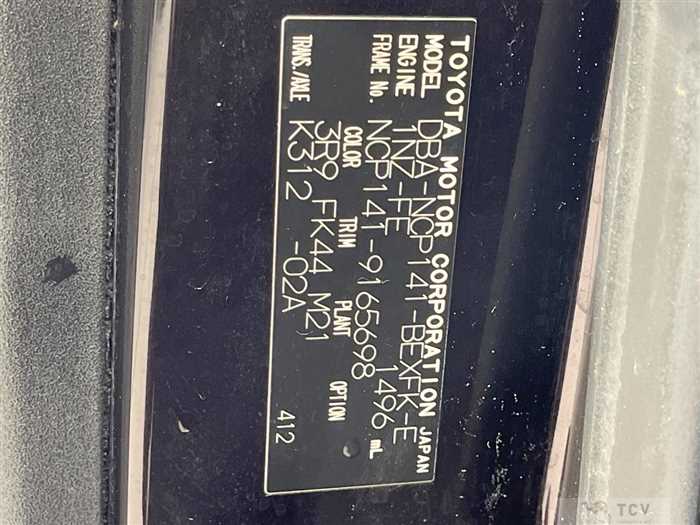 TOYOTA MOTOR CORPORATION JAPAN
MODEL DBA-NCP141-BEXFK-E
ENGINE 1NZ-FE 1496 mL
FRAME No. NCP141-9165698
COLOR TRIM PLANT OPTION
3R9 FK44 M21
TRANS./AXLE K312 -02A 412
TCV